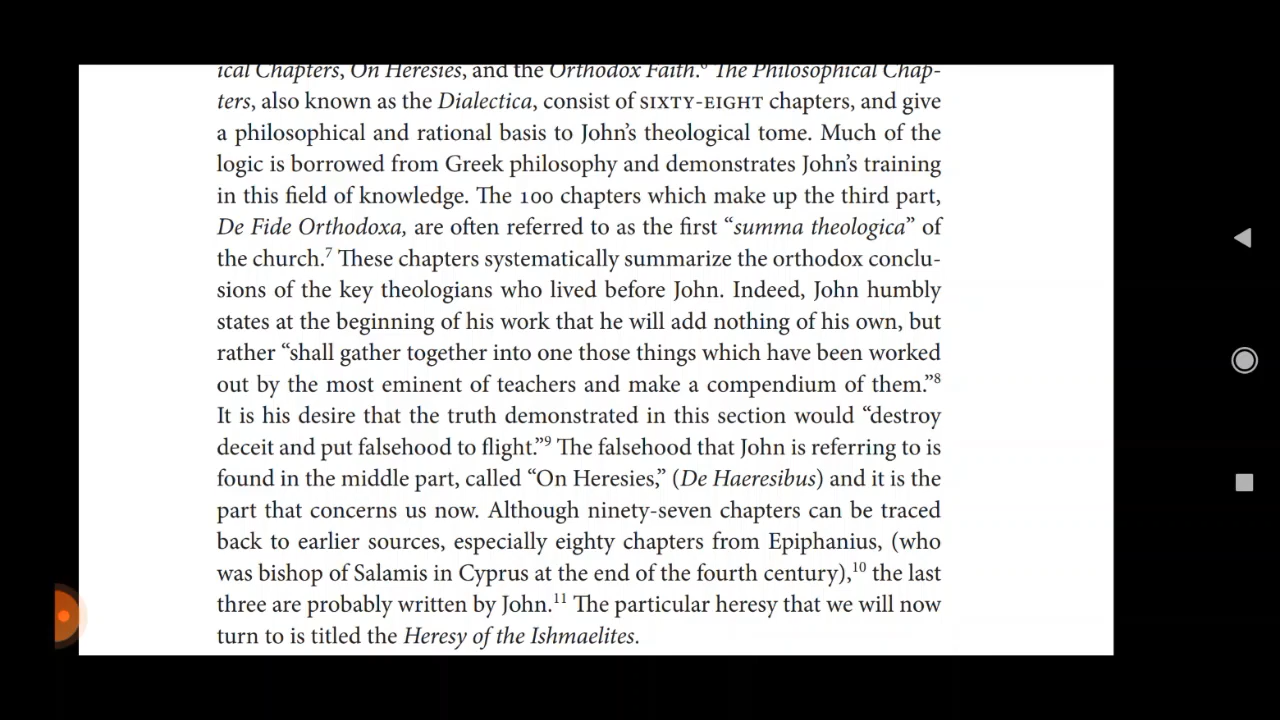 ical Chapters, On Heresies, and the Orthodox Faith.⁶ The Philosophical Chap-
ters, also known as the Dialectica, consist of SIXTY-EIGHT chapters, and give
a philosophical and rational basis to John’s theological tome. Much of the
logic is borrowed from Greek philosophy and demonstrates John’s training
in this field of knowledge. The 100 chapters which make up the third part,
De Fide Orthodoxa, are often referred to as the first “summa theologica” of
the church.⁷ These chapters systematically summarize the orthodox conclu-
sions of the key theologians who lived before John. Indeed, John humbly
states at the beginning of his work that he will add nothing of his own, but
rather “shall gather together into one those things which have been worked
out by the most eminent of teachers and make a compendium of them.”⁸
It is his desire that the truth demonstrated in this section would “destroy
deceit and put falsehood to flight.”⁹ The falsehood that John is referring to is
found in the middle part, called “On Heresies,” (De Haeresibus) and it is the
part that concerns us now. Although ninety-seven chapters can be traced
back to earlier sources, especially eighty chapters from Epiphanius, (who
was bishop of Salamis in Cyprus at the end of the fourth century),¹⁰ the last
three are probably written by John.¹¹ The particular heresy that we will now
turn to is titled the Heresy of the Ishmaelites.